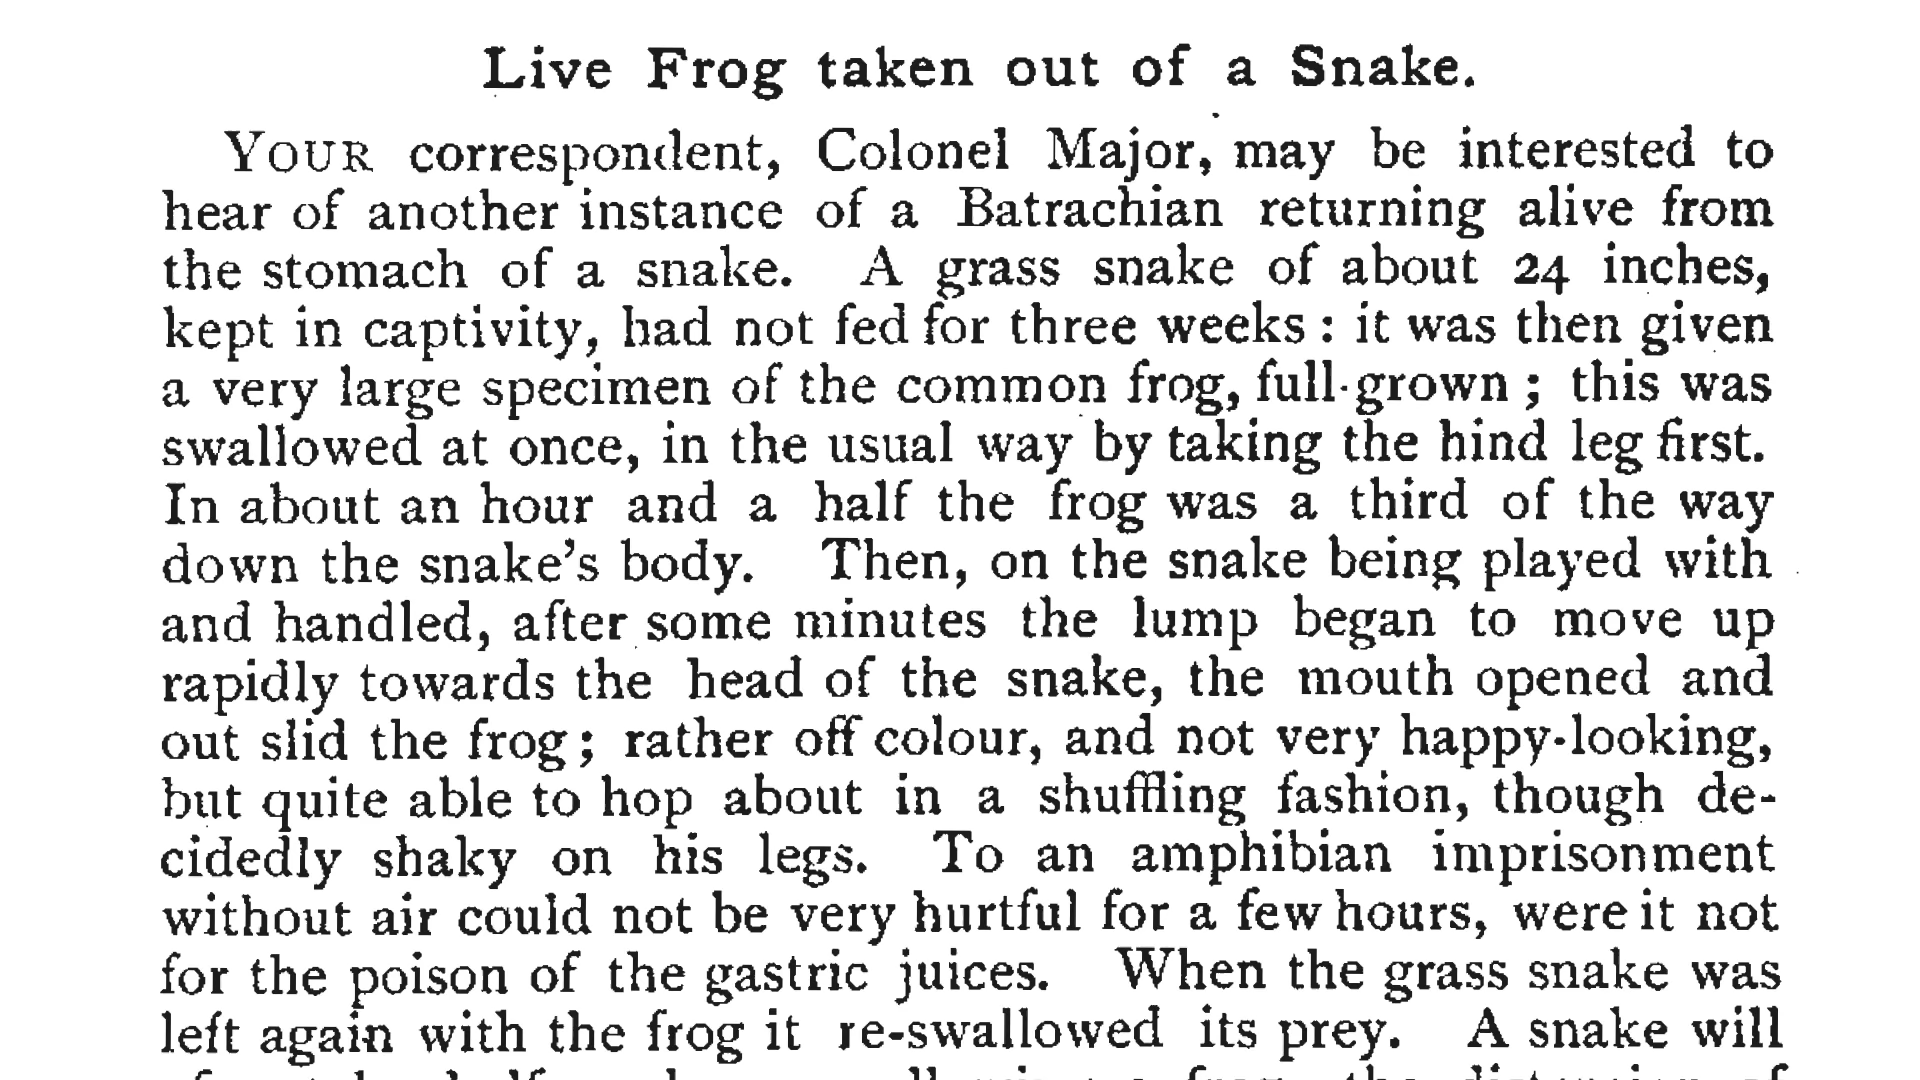 Live Frog taken out of a Snake.
YOUR correspondent, Colonel Major, may be interested to
hear of another instance of a Batrachian returning alive from
the stomach of a snake. A grass snake of about 24 inches,
kept in captivity, had not fed for three weeks : it was then given
a very large specimen of the common frog, full-grown ; this was
swallowed at once, in the usual way by taking the hind leg first.
In about an hour and a half the frog was a third of the way
down the snake's body. Then, on the snake being played with
and handled, after some minutes the lump began to move up
rapidly towards the head of the snake, the mouth opened and
out slid the frog ; rather off colour, and not very happy-looking,
but quite able to hop about in a shuffling fashion, though de-
cidedly shaky on his legs. To an amphibian imprisonment
without air could not be very hurtful for a few hours, were it not
for the poison of the gastric juices. When the grass snake was
left again with the frog it re-swallowed its prey. A snake will